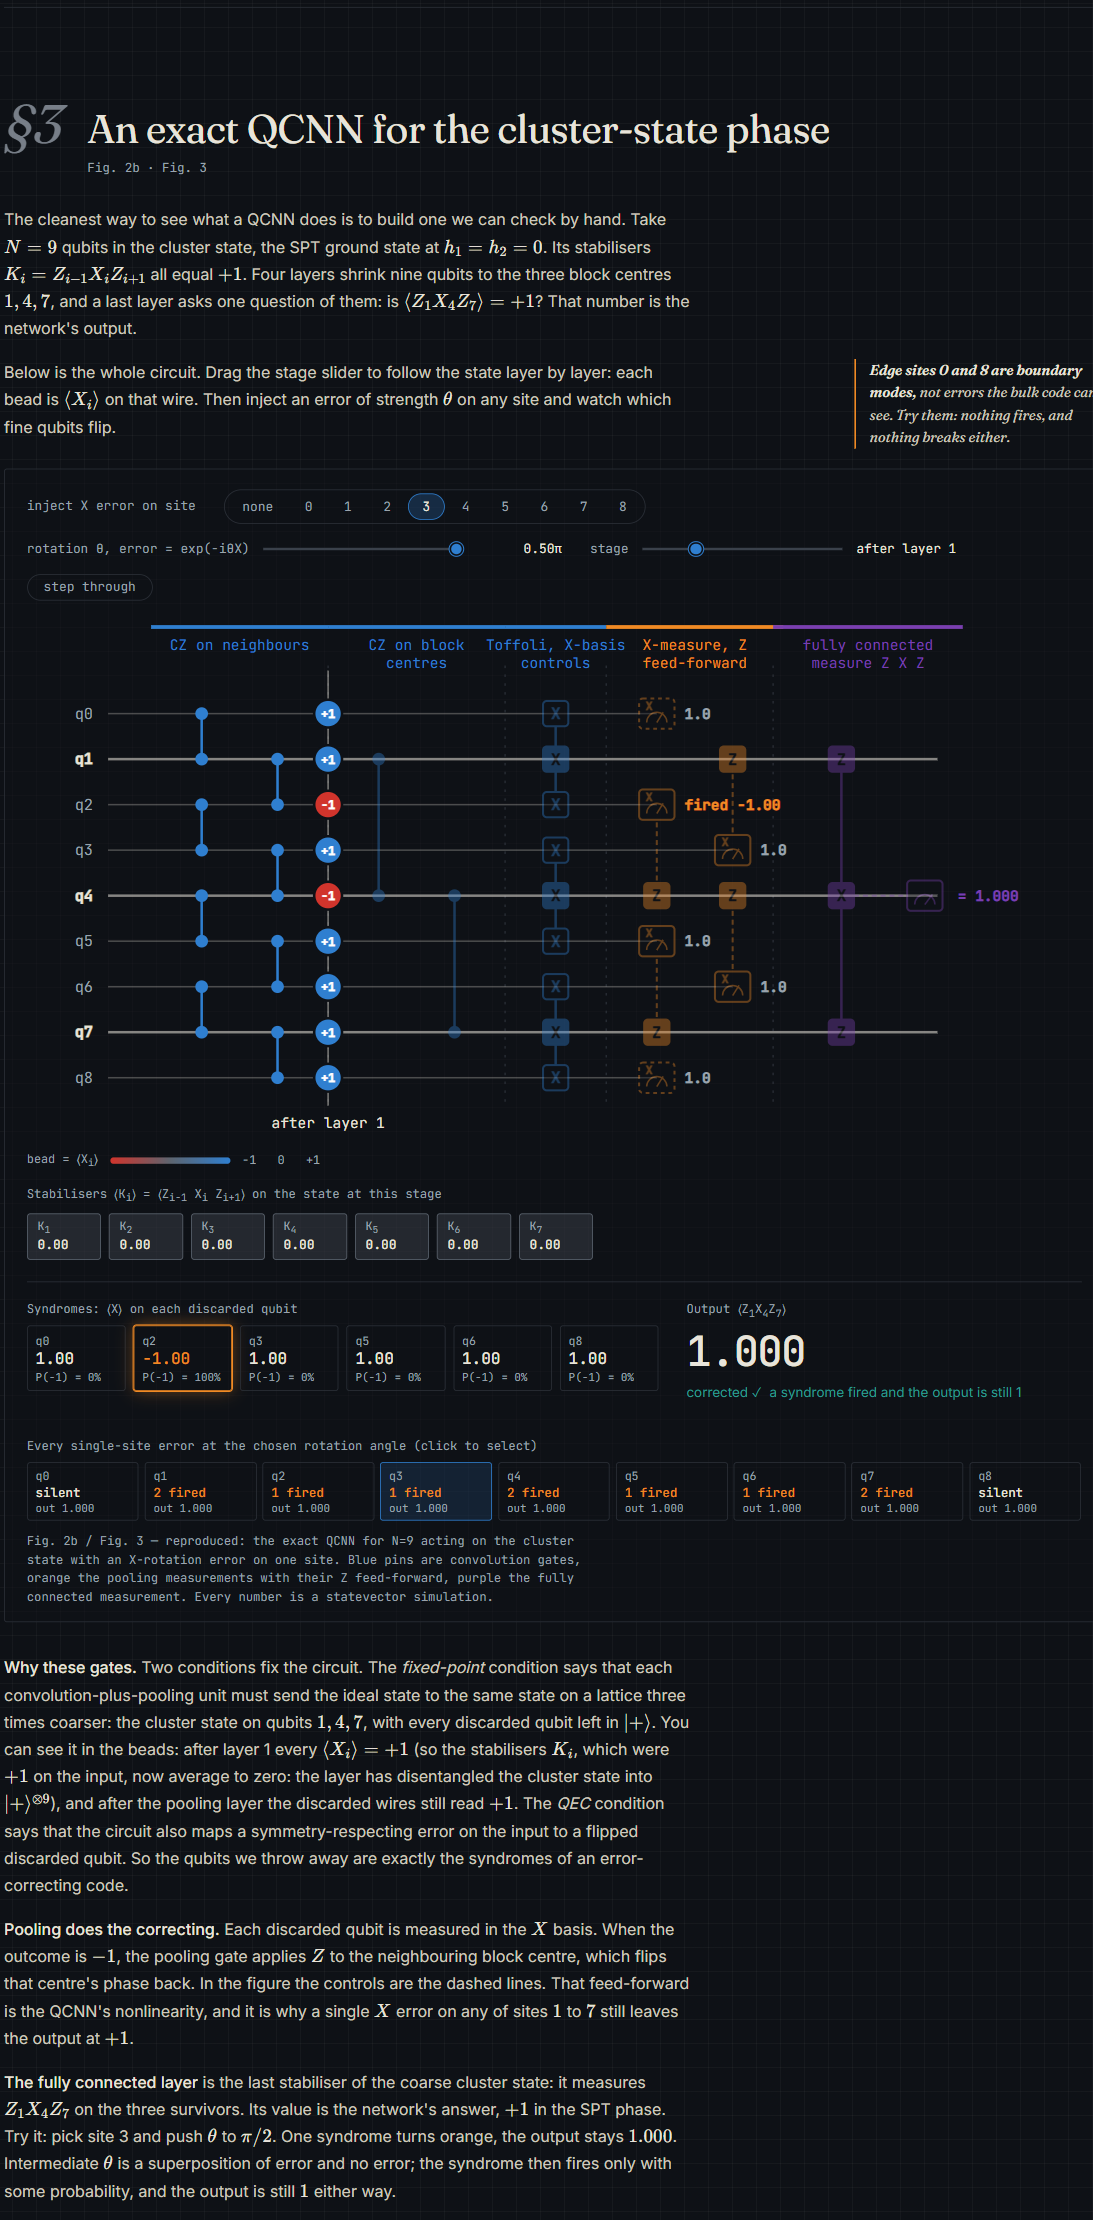 §3 An exact QCNN for the cluster-state phase
Fig. 2b · Fig. 3
The cleanest way to see what a QCNN does is to build one we can check by hand. Take
N = 9 qubits in the cluster state, the SPT ground state at h₁ = h₂ = 0. Its stabilisers
Kᵢ = Zᵢ₋₁XᵢZᵢ₊₁ all equal +1. Four layers shrink nine qubits to the three block centres
1, 4, 7, and a last layer asks one question of them: is ⟨Z₁X₄Z₇⟩ = +1? That number is the
network's output.
Below is the whole circuit. Drag the stage slider to follow the state layer by layer: each
bead is ⟨Xᵢ⟩ on that wire. Then inject an error of strength θ on any site and watch which
fine qubits flip.
Edge sites 0 and 8 are boundary
modes, not errors the bulk code can
see. Try them: nothing fires, and
nothing breaks either.
inject X error on site none 0 1 2 3 4 5 6 7 8
rotation θ, error = exp(-iθX) 0.50π stage after layer 1
step through
CZ on neighbours CZ on block Toffoli, X-basis X-measure, Z fully connected
centres controls feed-forward measure Z X Z
q0 +1 X X 1.0
q1 +1 X Z Z
q2 -1 X X fired -1.00
q3 +1 X X 1.0
q4 -1 X Z Z X = 1.000
q5 +1 X X 1.0
q6 +1 X X 1.0
q7 +1 X Z Z
q8 +1 X X 1.0
after layer 1
bead = ⟨Xᵢ⟩ -1 0 +1
Stabilisers ⟨Kᵢ⟩ = ⟨Zᵢ₋₁ Xᵢ Zᵢ₊₁⟩ on the state at this stage
K₁ K₂ K₃ K₄ K₅ K₆ K₇
0.00 0.00 0.00 0.00 0.00 0.00 0.00
Syndromes: ⟨X⟩ on each discarded qubit
q0 q2 q3 q5 q6 q8
1.00 -1.00 1.00 1.00 1.00 1.00
P(-1) = 0% P(-1) = 100% P(-1) = 0% P(-1) = 0% P(-1) = 0% P(-1) = 0%
Output ⟨Z₁X₄Z₇⟩
1.000
corrected ✓ a syndrome fired and the output is still 1
Every single-site error at the chosen rotation angle (click to select)
q0 q1 q2 q3 q4 q5 q6 q7 q8
silent 2 fired 1 fired 1 fired 2 fired 1 fired 1 fired 2 fired silent
out 1.000 out 1.000 out 1.000 out 1.000 out 1.000 out 1.000 out 1.000 out 1.000 out 1.000
Fig. 2b / Fig. 3 — reproduced: the exact QCNN for N=9 acting on the cluster
state with an X-rotation error on one site. Blue pins are convolution gates,
orange the pooling measurements with their Z feed-forward, purple the fully
connected measurement. Every number is a statevector simulation.
Why these gates. Two conditions fix the circuit. The fixed-point condition says that each
convolution-plus-pooling unit must send the ideal state to the same state on a lattice three
times coarser: the cluster state on qubits 1, 4, 7, with every discarded qubit left in |+⟩. You
can see it in the beads: after layer 1 every ⟨Xᵢ⟩ = +1 (so the stabilisers Kᵢ, which were
+1 on the input, now average to zero: the layer has disentangled the cluster state into
|+⟩⊗⁹), and after the pooling layer the discarded wires still read +1. The QEC condition
says that the circuit also maps a symmetry-respecting error on the input to a flipped
discarded qubit. So the qubits we throw away are exactly the syndromes of an error-
correcting code.
Pooling does the correcting. Each discarded qubit is measured in the X basis. When the
outcome is −1, the pooling gate applies Z to the neighbouring block centre, which flips
that centre's phase back. In the figure the controls are the dashed lines. That feed-forward
is the QCNN's nonlinearity, and it is why a single X error on any of sites 1 to 7 still leaves
the output at +1.
The fully connected layer is the last stabiliser of the coarse cluster state: it measures
Z₁X₄Z₇ on the three survivors. Its value is the network's answer, +1 in the SPT phase.
Try it: pick site 3 and push θ to π/2. One syndrome turns orange, the output stays 1.000.
Intermediate θ is a superposition of error and no error; the syndrome then fires only with
some probability, and the output is still 1 either way.